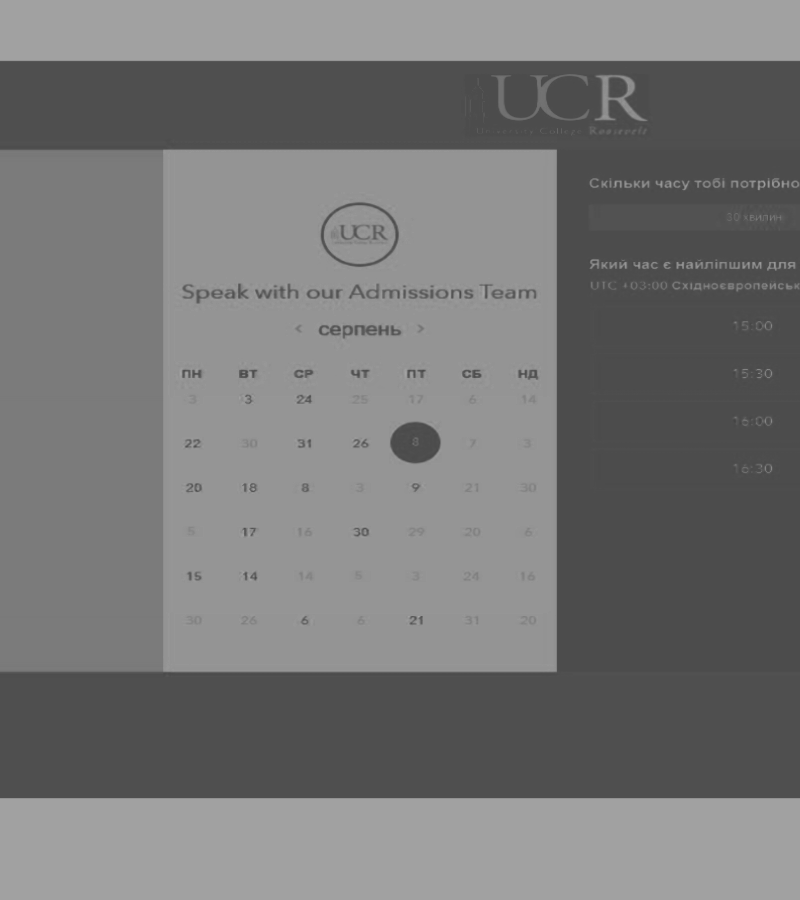 UCR
University College Roosevelt
UCR
Speak with our Admissions Team
< серпень >
ПН ВТ СР ЧТ ПТ СБ НД
3 3 24 25 17 6 14
22 30 31 26 8 7 3
20 18 8 3 9 21 30
5 17 16 30 29 20 6
15 14 14 5 3 24 16
30 26 6 6 21 31 20
Скільки часу тобі потрібно
30 хвилин
Який час є найліпшим для
UTC +03:00 Східноєвропейськ
15:00
15:30
16:00
16:30